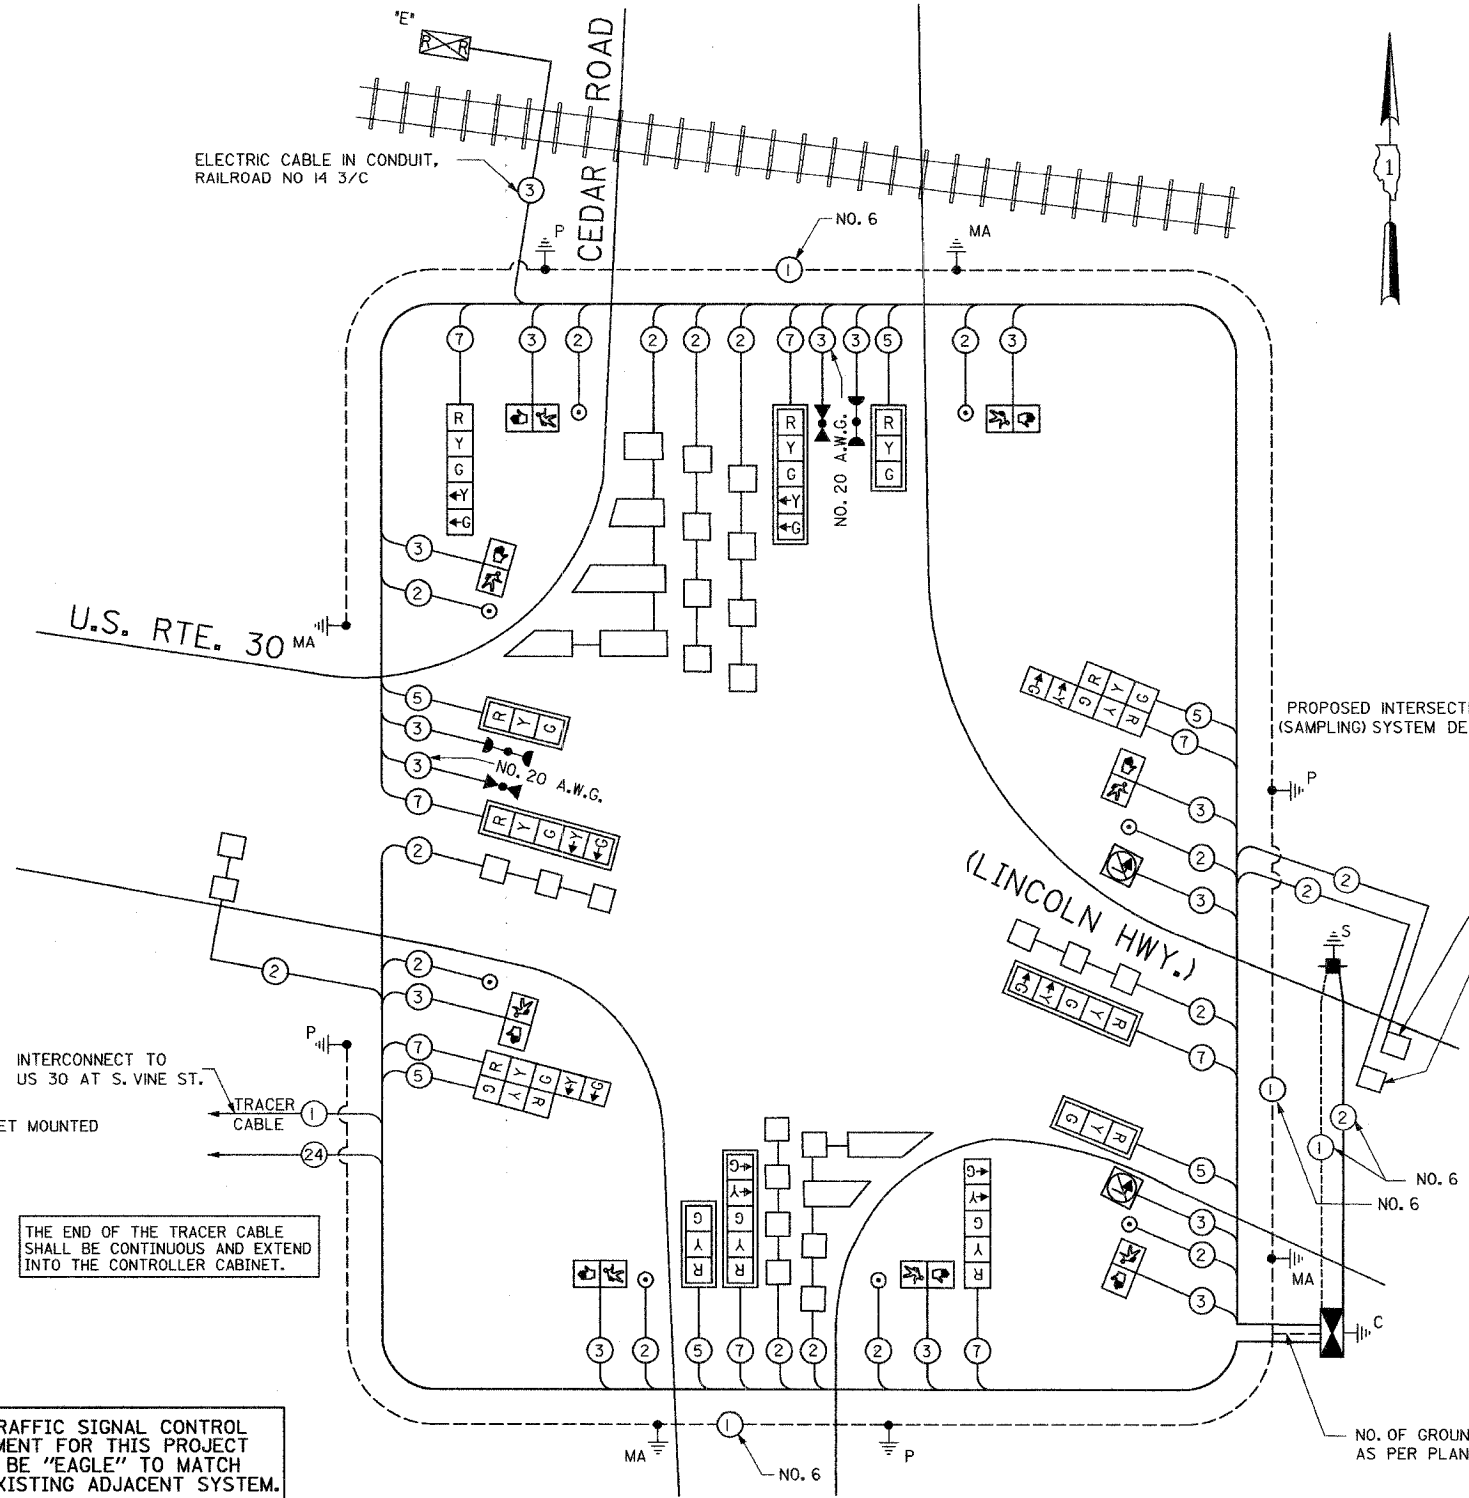 "E"
R R
CEDAR ROAD
ELECTRIC CABLE IN CONDUIT,
RAILROAD NO 14 3/C
3
1
P
NO. 6
MA
1
7 3 2 2 2 2 7 3 3 5 2 3
R
Y
G
←Y
←G
R
Y
G
←Y
←G
NO. 20 A.W.G.
R
Y
G
3
2
U.S. RTE. 30
MA
5
R Y G
3
3
NO. 20 A.W.G.
7
R Y G ←Y ←G
2
R Y G
5
G Y G Y R
7
PROPOSED INTERSECT
(SAMPLING) SYSTEM DE
P
3
2
3
2
2
(LINCOLN HWY.)
S
2
G Y G Y R
7
2
2
3
P
7
R Y G Y G
5
G Y R
INTERCONNECT TO
US 30 AT S. VINE ST.
TRACER
CABLE
1
ET MOUNTED
24
1
2
1
NO. 6
NO. 6
G Y R
5
3
2
3
MA
C
THE END OF THE TRACER CABLE
SHALL BE CONTINUOUS AND EXTEND
INTO THE CONTROLLER CABINET.
G
Y
R
G
Y
G
Y
R
G
Y
G
Y
R
3 2 5 7 2 2 2 3 7
RAFFIC SIGNAL CONTROL
MENT FOR THIS PROJECT
BE "EAGLE" TO MATCH
XISTING ADJACENT SYSTEM.
MA
1
NO. 6
P
NO. OF GROUN
AS PER PLAN